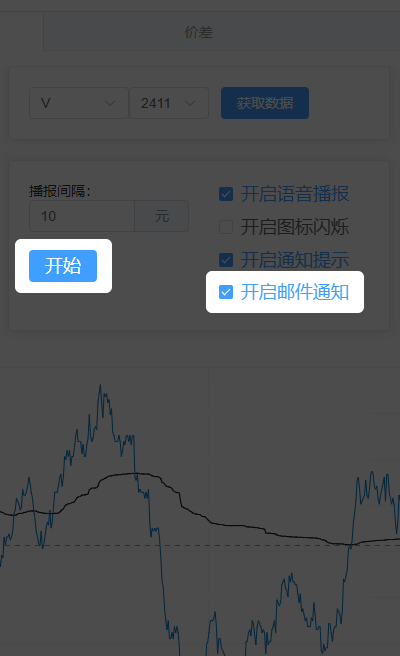 价差
V 2411 获取数据
播报间隔：
10 元
开始
开启语音播报
开启图标闪烁
开启通知提示
开启邮件通知